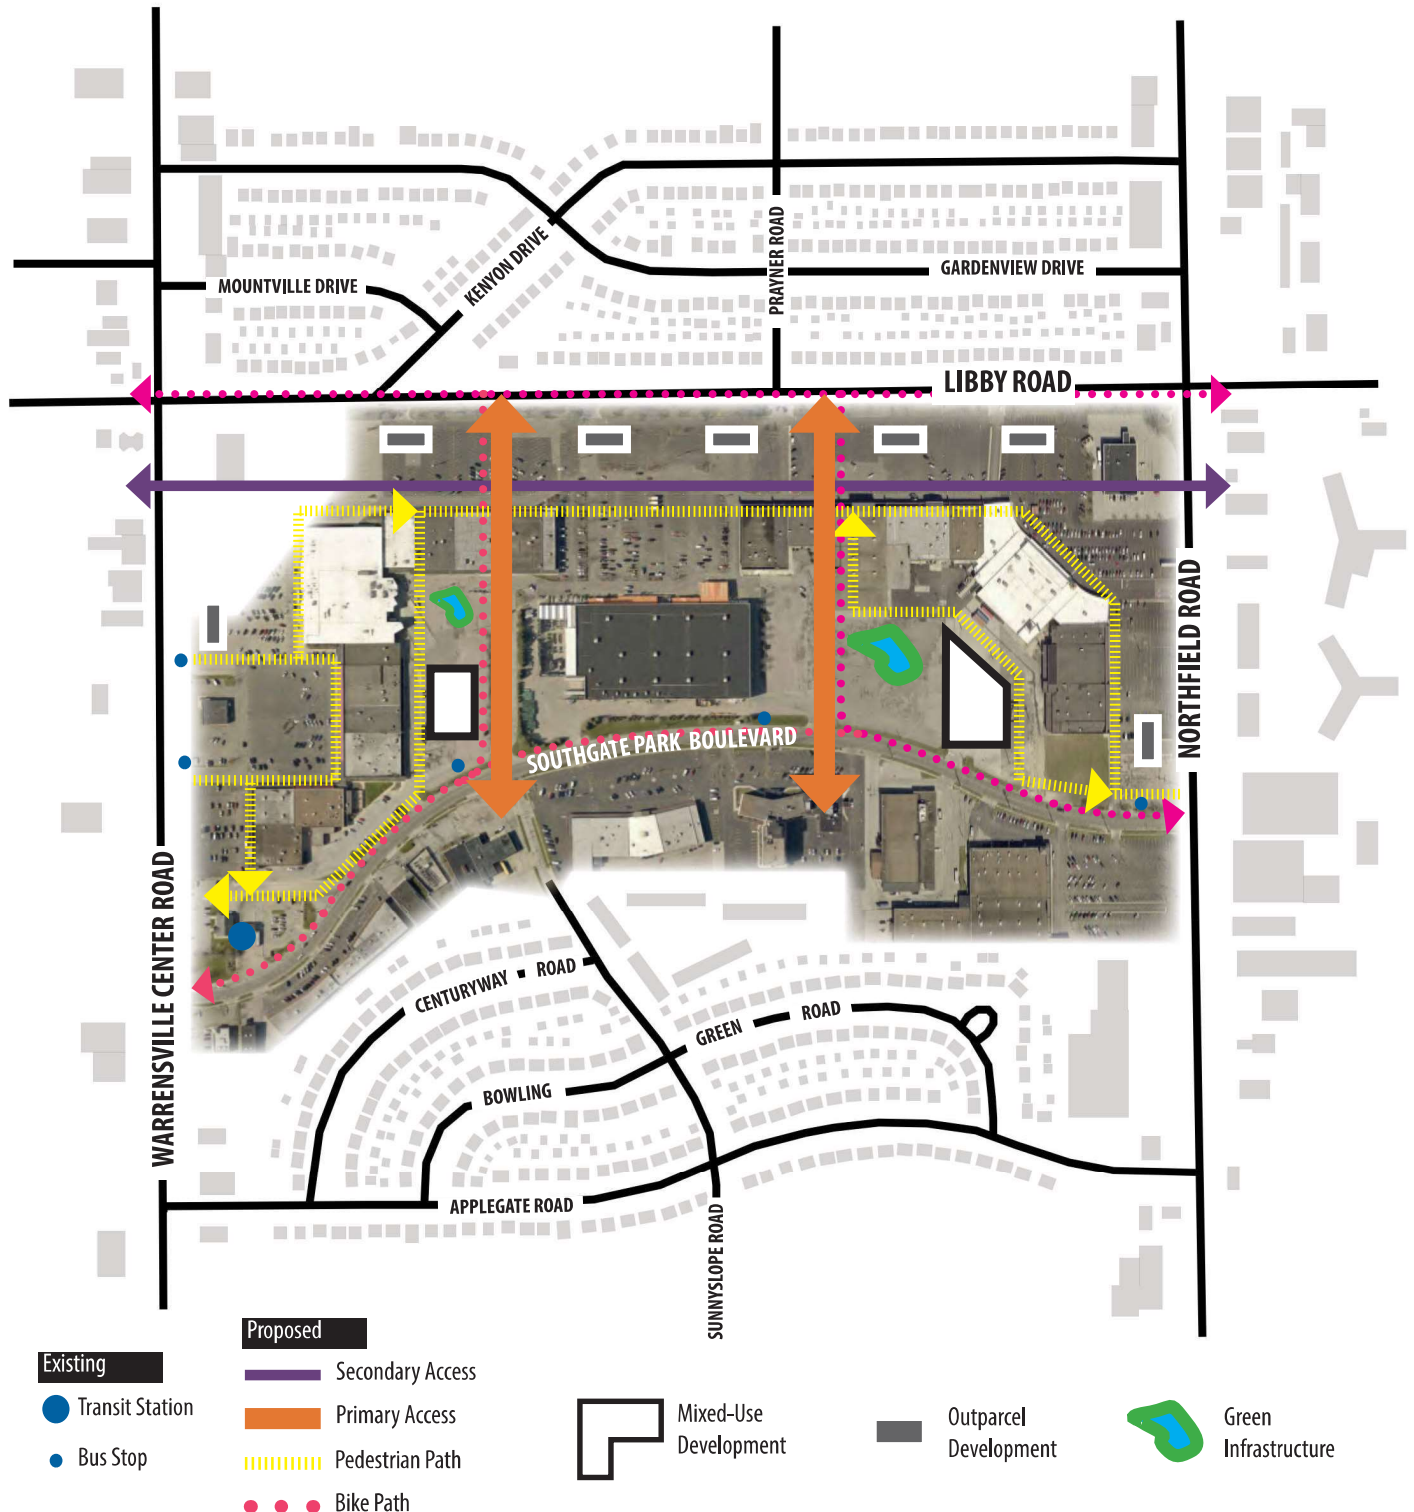 PRAYNER ROAD
KENYON DRIVE
GARDENVIEW DRIVE
MOUNTVILLE DRIVE
LIBBY ROAD
NORTHFIELD ROAD
SOUTHGATE PARK BOULEVARD
WARRENSVILLE CENTER ROAD
CENTURYWAY ROAD
BOWLING GREEN ROAD
APPLEGATE ROAD
SUNNYSLOPE ROAD
Existing
Transit Station
Bus Stop
Proposed
Secondary Access
Primary Access
Pedestrian Path
Bike Path
Mixed-Use
Development
Outparcel
Development
Green
Infrastructure